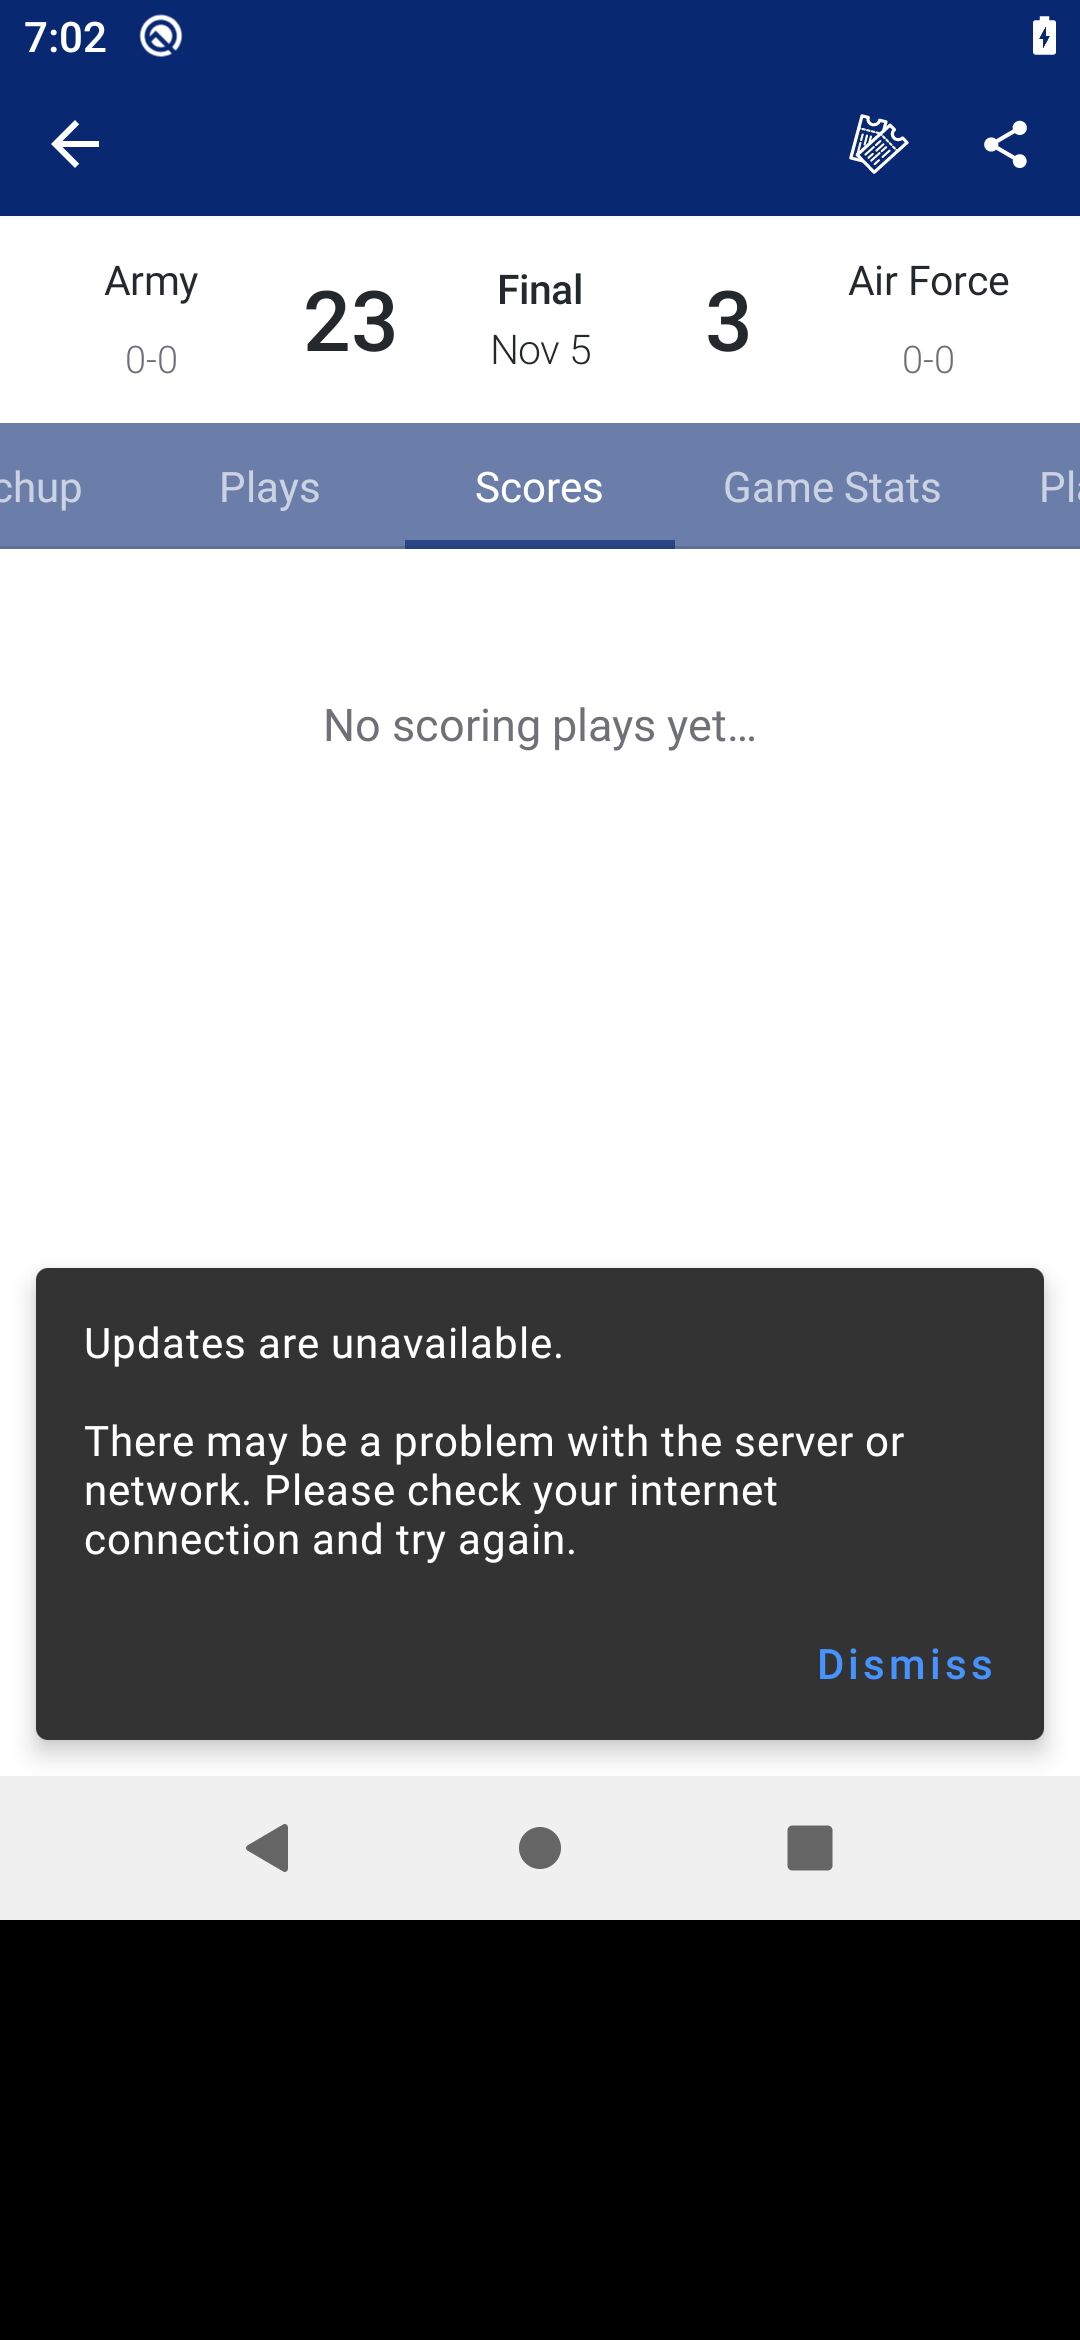 7:02
Army
0-0
23
Final
Nov 5
3
Air Force
0-0
chup
Plays
Scores
Game Stats
Pla
No scoring plays yet…
Updates are unavailable.
There may be a problem with the server or
network. Please check your internet
connection and try again.
Dismiss